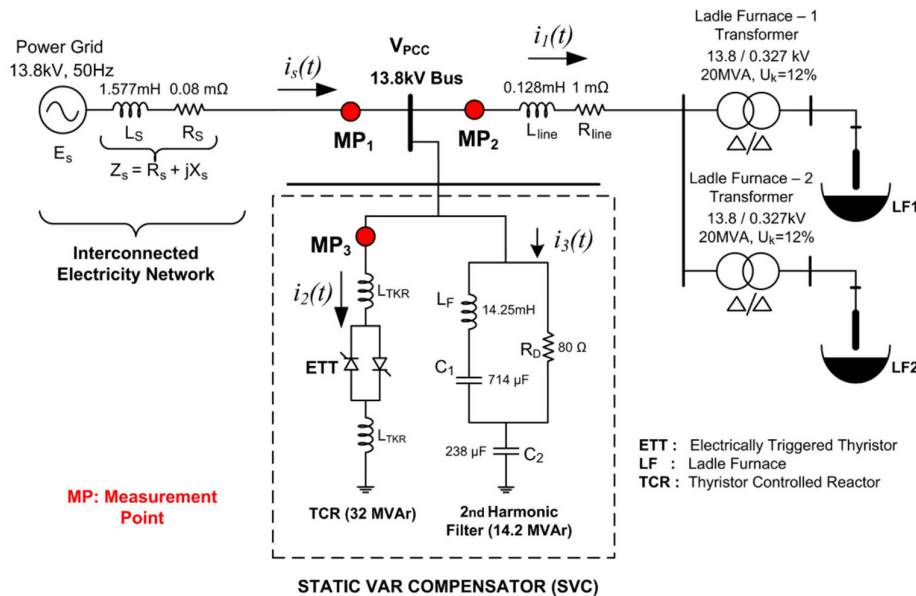 Power Grid
13.8kV, 50Hz
1.577mH
0.08 mΩ
E_s
L_S
R_S
Z_s = R_s + jX_s
Interconnected
Electricity Network
i_s(t)
MP_1
V_PCC
13.8kV Bus
MP_2
i_1(t)
0.128mH
1 mΩ
L_line
R_line
Ladle Furnace – 1
Transformer
13.8 / 0.327 kV
20MVA, U_k=12%
Δ/Δ
LF1
Ladle Furnace – 2
Transformer
13.8 / 0.327kV
20MVA, U_k=12%
Δ/Δ
LF2
MP_3
i_2(t)
L_TKR
ETT
L_TKR
TCR (32 MVAr)
i_3(t)
L_F
14.25mH
R_D
80 Ω
C_1
714 µF
238 µF
C_2
2nd Harmonic
Filter (14.2 MVAr)
MP: Measurement
Point
ETT : Electrically Triggered Thyristor
LF : Ladle Furnace
TCR : Thyristor Controlled Reactor
STATIC VAR COMPENSATOR (SVC)